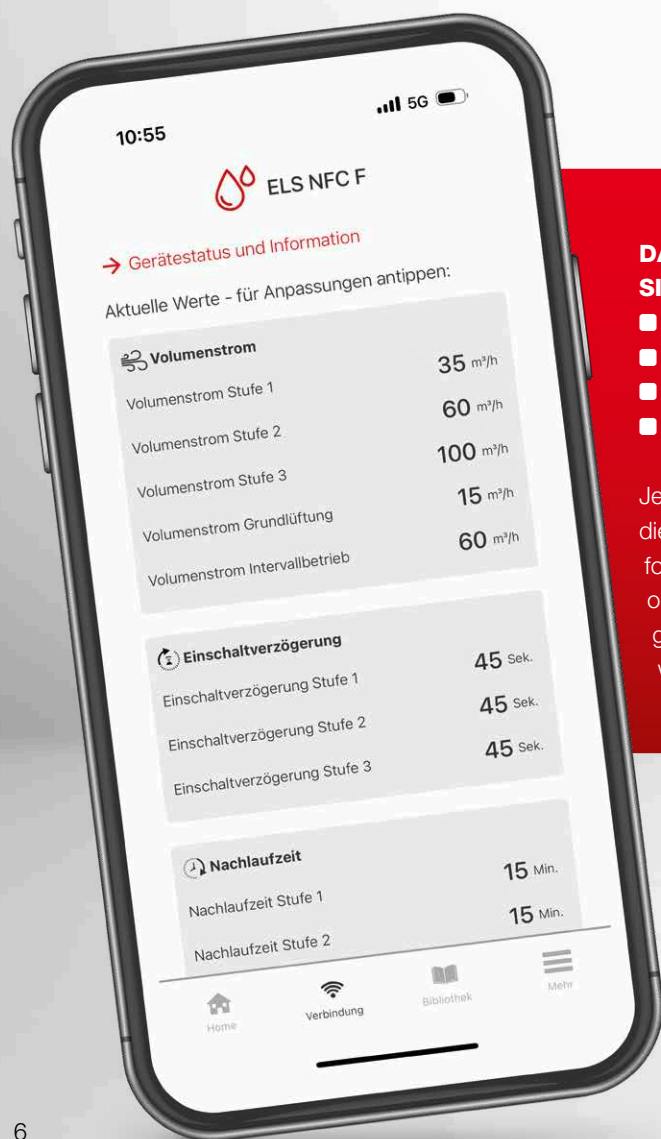 10:55
5G
ELS NFC F
→ Gerätestatus und Information
Aktuelle Werte - für Anpassungen antippen:
Volumenstrom
Volumenstrom Stufe 1 35 m³/h
Volumenstrom Stufe 2 60 m³/h
Volumenstrom Stufe 3 100 m³/h
Volumenstrom Grundlüftung 15 m³/h
Volumenstrom Intervallbetrieb 60 m³/h
Einschaltverzögerung
Einschaltverzögerung Stufe 1 45 Sek.
Einschaltverzögerung Stufe 2 45 Sek.
Einschaltverzögerung Stufe 3 45 Sek.
Nachlaufzeit
Nachlaufzeit Stufe 1 15 Min.
Nachlaufzeit Stufe 2 15 Min.
Home Verbindung Bibliothek Mehr
6